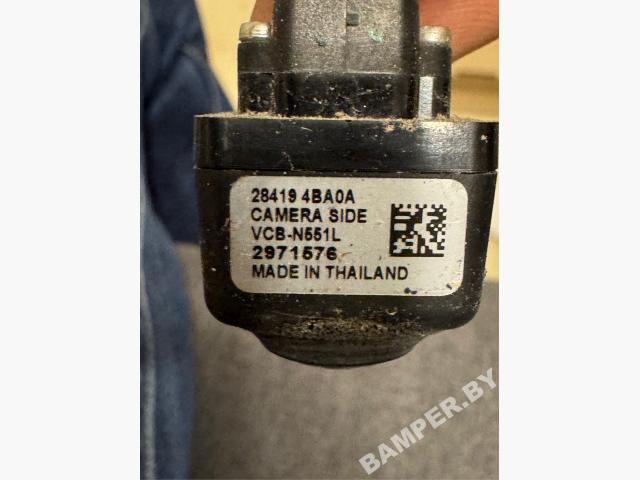 28419 4BA0A
CAMERA SIDE
VCB-N551L
2971576
MADE IN THAILAND
BAMPER.BY